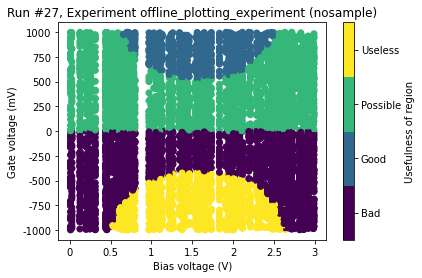 Run #27, Experiment offline_plotting_experiment (nosample)
1000
750
500
250
0
-250
-500
-750
-1000
Gate voltage (mV)
0
0.5
1
1.5
2
2.5
3
Bias voltage (V)
Useless
Possible
Good
Bad
Usefulness of region